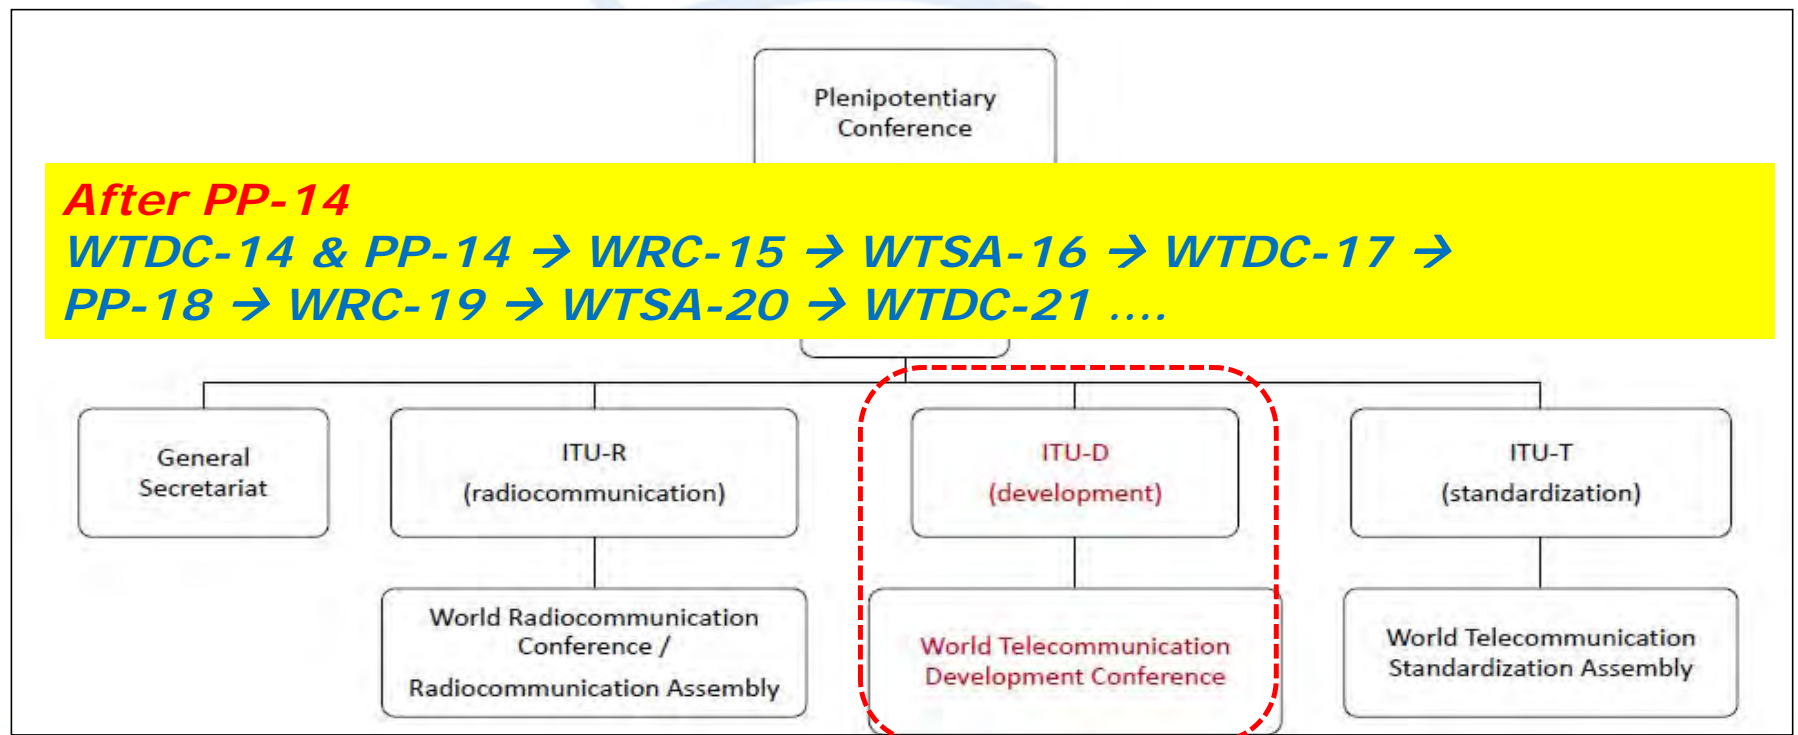 Plenipotentiary
Conference
After PP-14
WTDC-14 & PP-14 → WRC-15 → WTSA-16 → WTDC-17 →
PP-18 → WRC-19 → WTSA-20 → WTDC-21 ....
General
Secretariat
ITU-R
(radiocommunication)
ITU-D
(development)
ITU-T
(standardization)
World Radiocommunication
Conference /
Radiocommunication Assembly
World Telecommunication
Development Conference
World Telecommunication
Standardization Assembly